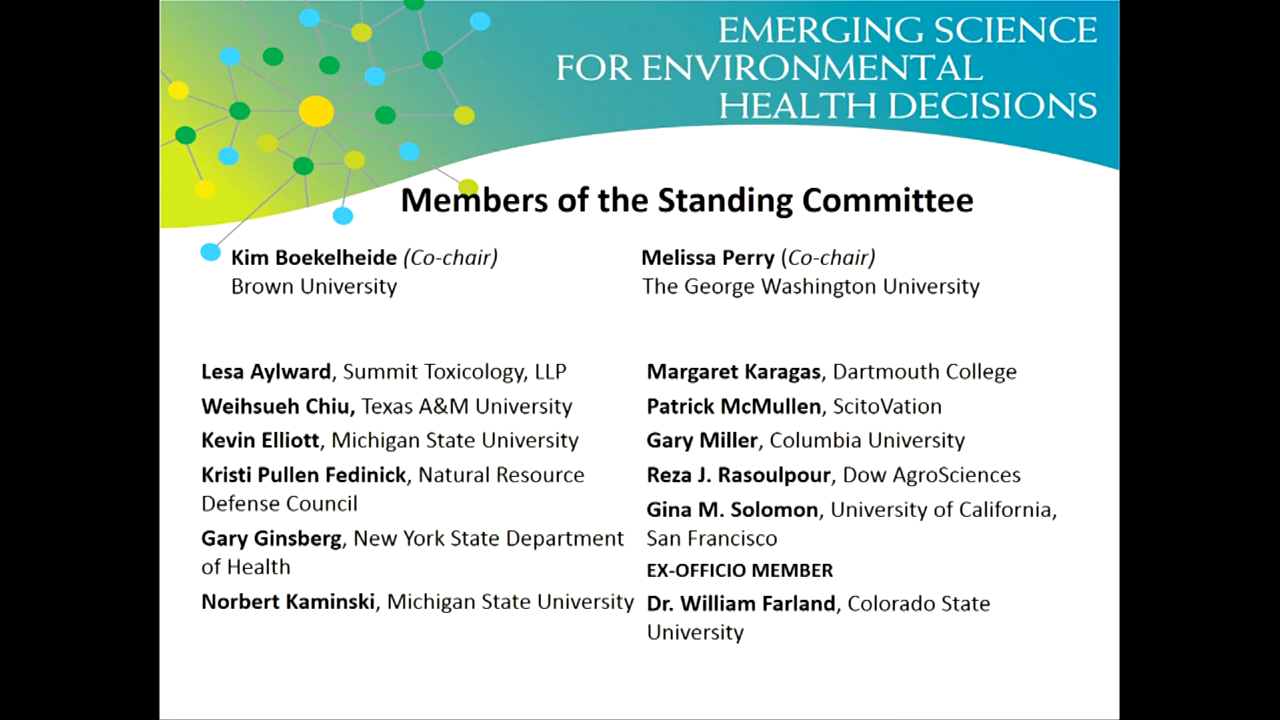 EMERGING SCIENCE
FOR ENVIRONMENTAL
HEALTH DECISIONS
Members of the Standing Committee
Kim Boekelheide (Co-chair)
Brown University
Melissa Perry (Co-chair)
The George Washington University
Lesa Aylward, Summit Toxicology, LLP
Weihsueh Chiu, Texas A&M University
Kevin Elliott, Michigan State University
Kristi Pullen Fedinick, Natural Resource
Defense Council
Gary Ginsberg, New York State Department
of Health
Norbert Kaminski, Michigan State University
Margaret Karagas, Dartmouth College
Patrick McMullen, ScitoVation
Gary Miller, Columbia University
Reza J. Rasoulpour, Dow AgroSciences
Gina M. Solomon, University of California,
San Francisco
EX-OFFICIO MEMBER
Dr. William Farland, Colorado State
University